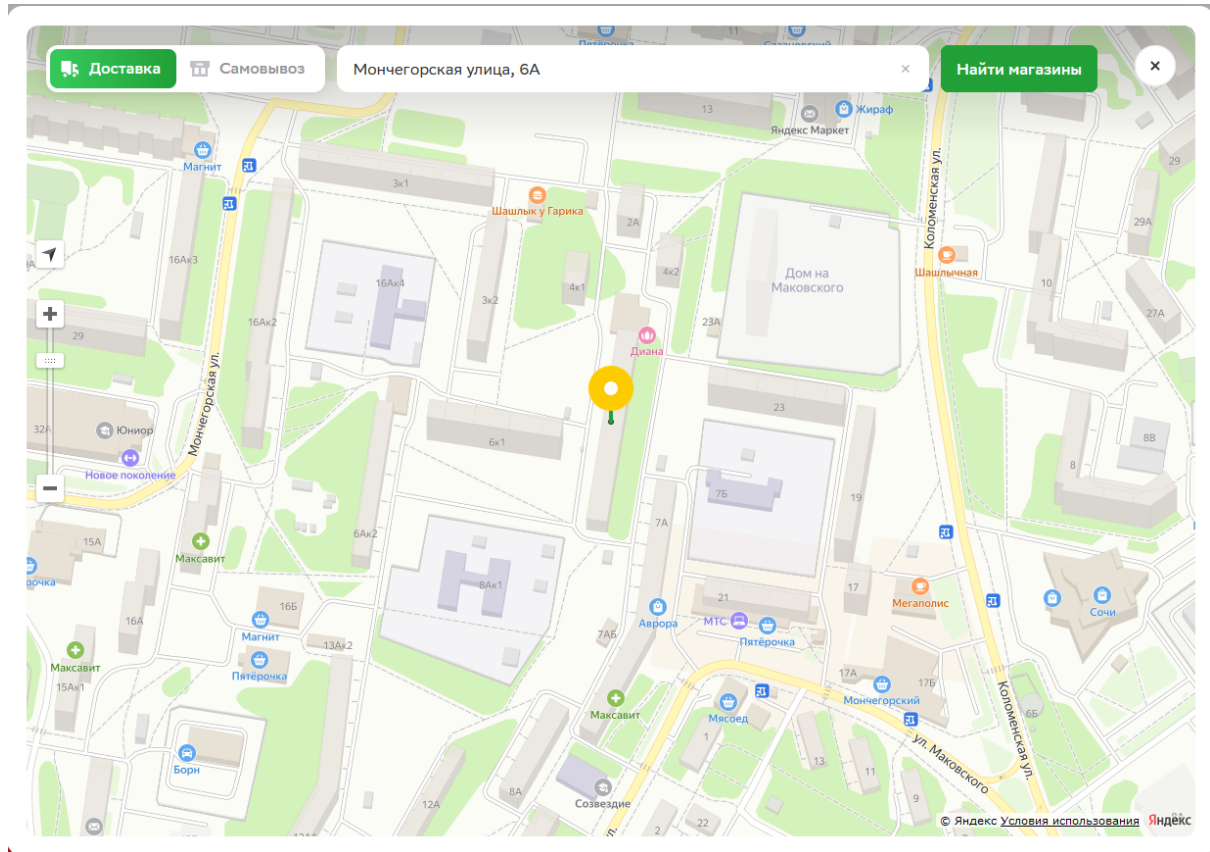 Доставка
Самовывоз
Мончегорская улица, 6А
×
Найти магазины
×
11
13
Жираф
Яндекс Маркет
Магнит
3к1
Шашлык у Гарика
2А
29
29А
Коломенская ул.
16Ак3
16Ак4
4к1
4к2
Дом на
Маковского
Шашлычная
10
3к2
27А
16Ак2
23А
29
Диана
Мончегорская ул.
23
32А
Юниор
6к1
8В
Новое поколение
8
7Б
19
7А
15А
6Ак2
Максавит
8Ак1
17
Мегаполис
21
16Б
16А
Аврора
МТС
Пятёрочка
Сочи
Магнит
7АБ
13Ак2
Максавит
Пятёрочка
15Ак1
17А
17Б
Мончегорский
Максавит
Мясоед
6Б
Коломенская ул.
1
ул. Маковского
Борн
13
11
8А
Созвездие
12А
9
2
22
© Яндекс Условия использования Яндекс